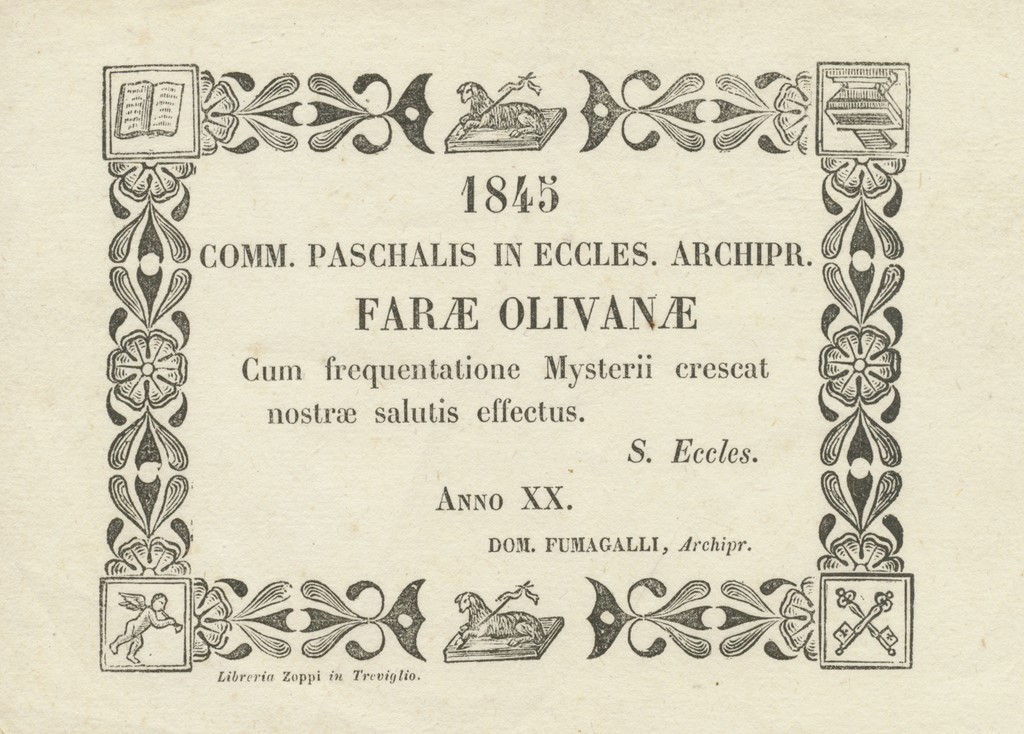 1845
COMM. PASCHALIS IN ECCLES. ARCHIPR.
FARÆ OLIVANÆ
Cum frequentatione Mysterii crescat
nostræ salutis effectus.
S. Eccles.
ANNO XX.
DOM. FUMAGALLI, Archipr.
Libreria Zoppi in Treviglio.